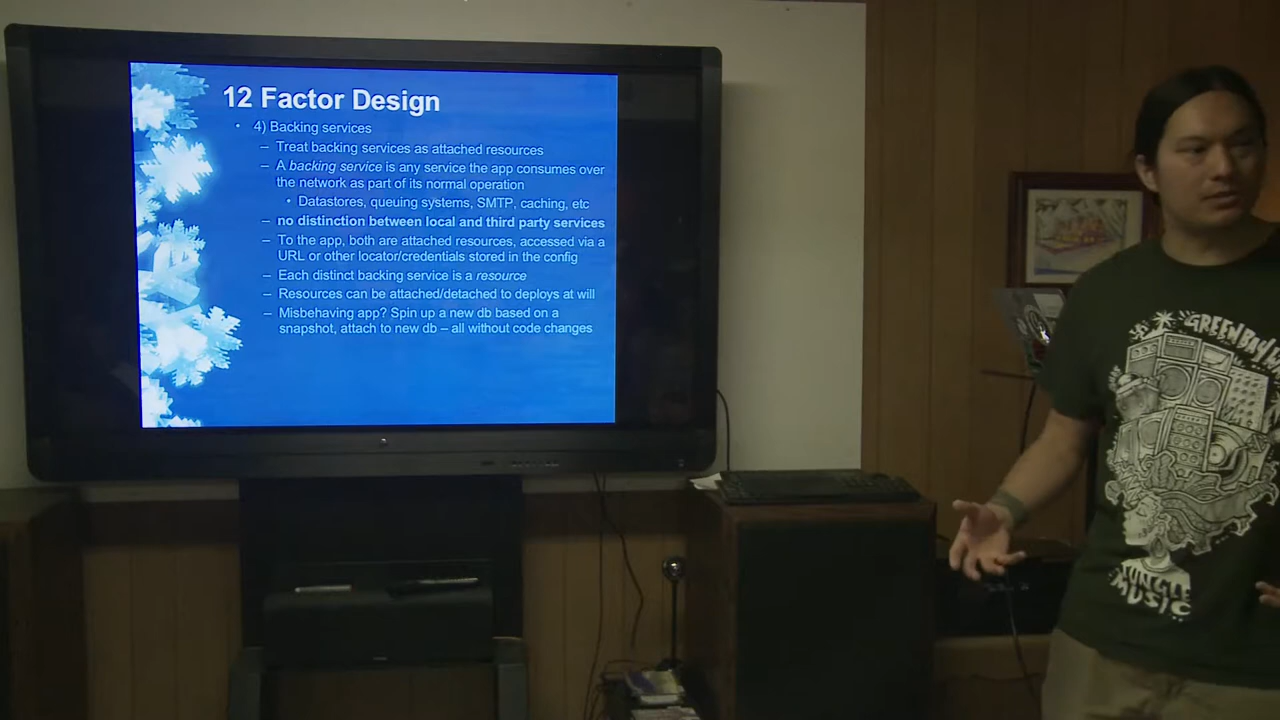 12 Factor Design
• 4) Backing services
– Treat backing services as attached resources
– A backing service is any service the app consumes over
the network as part of its normal operation
• Datastores, queuing systems, SMTP, caching, etc
– no distinction between local and third party services
– To the app, both are attached resources, accessed via a
URL or other locator/credentials stored in the config
– Each distinct backing service is a resource
– Resources can be attached/detached to deploys at will
– Misbehaving app? Spin up a new db based on a
snapshot, attach to new db – all without code changes
JUNGLE
MUSIC